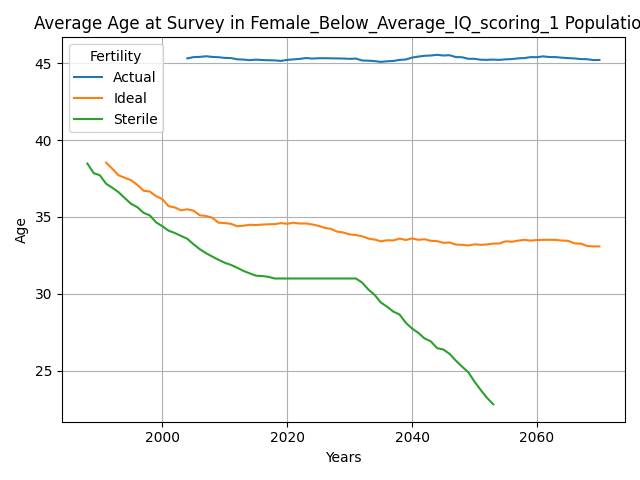 Average Age at Survey in Female_Below_Average_IQ_scoring_1 Populatio
Fertility
Actual
Ideal
Sterile
45
40
35
30
25
Age
2000 2020 2040 2060
Years